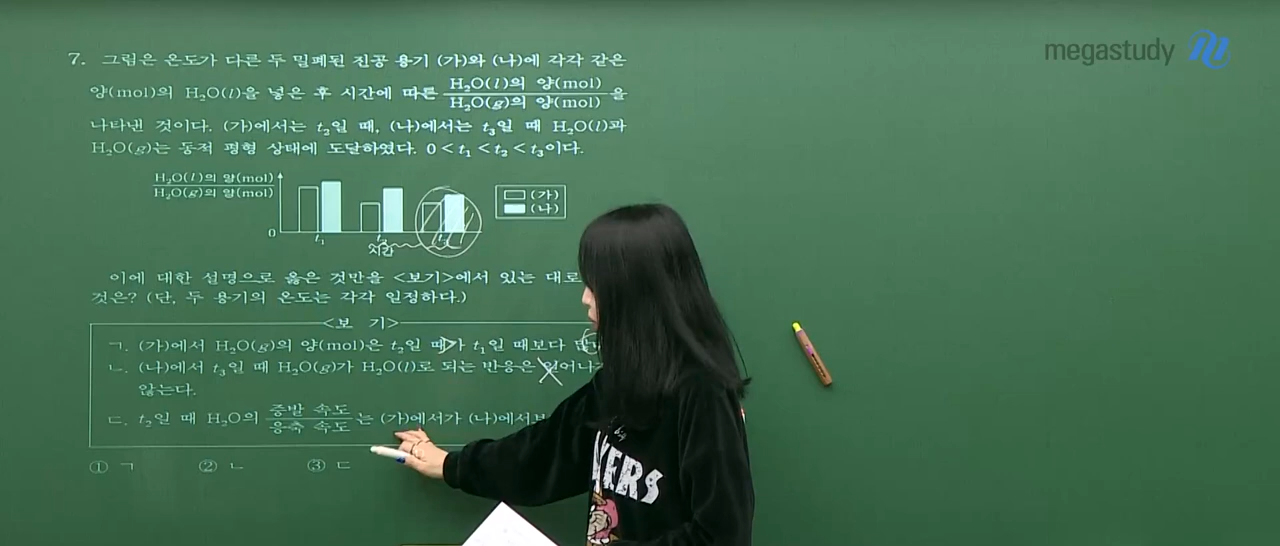 megastudy
7. 그림은 온도가 다른 두 밀폐된 진공 용기 (가)와 (나)에 각각 같은
양(mol)의 H₂O(l)을 넣은 후 시간에 따른 H₂O(l)의 양(mol) / H₂O(g)의 양(mol) 을
나타낸 것이다. (가)에서는 t₂일 때, (나)에서는 t₃일 때 H₂O(l)과
H₂O(g)는 동적 평형 상태에 도달하였다. 0 < t₁ < t₂ < t₃이다.
H₂O(l)의 양(mol)
H₂O(g)의 양(mol)
(가)
(나)
0
t₁
시간
이에 대한 설명으로 옳은 것만을 <보기>에서 있는 대로
것은? (단, 두 용기의 온도는 각각 일정하다.)
<보 기>
ㄱ. (가)에서 H₂O(g)의 양(mol)은 t₂일 때가 t₁일 때보다
ㄴ. (나)에서 t₃일 때 H₂O(g)가 H₂O(l)로 되는 반응은
않는다.
ㄷ. t₂일 때 H₂O의 증발 속도 / 응축 속도 는 (가)에서가
① ㄱ ② ㄴ ③ ㄷ